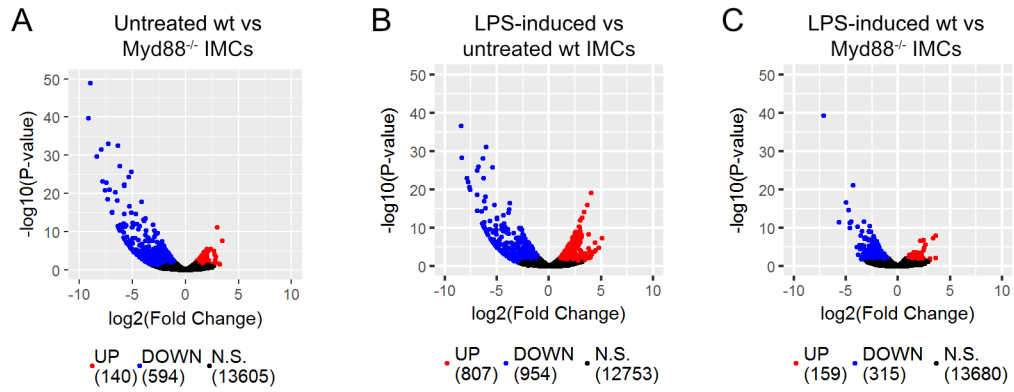 A
Untreated wt vs
Myd88-/- IMCs
50
40
30
20
10
0
-log10(P-value)
-10
-5
0
5
10
log2(Fold Change)
UP DOWN N.S.
(140) (594) (13605)
B
LPS-induced vs
untreated wt IMCs
50
40
30
20
10
0
-log10(P-value)
-10
-5
0
5
10
log2(Fold Change)
UP DOWN N.S.
(807) (954) (12753)
C
LPS-induced wt vs
Myd88-/- IMCs
50
40
30
20
10
0
-log10(P-value)
-10
-5
0
5
10
log2(Fold Change)
UP DOWN N.S.
(159) (315) (13680)